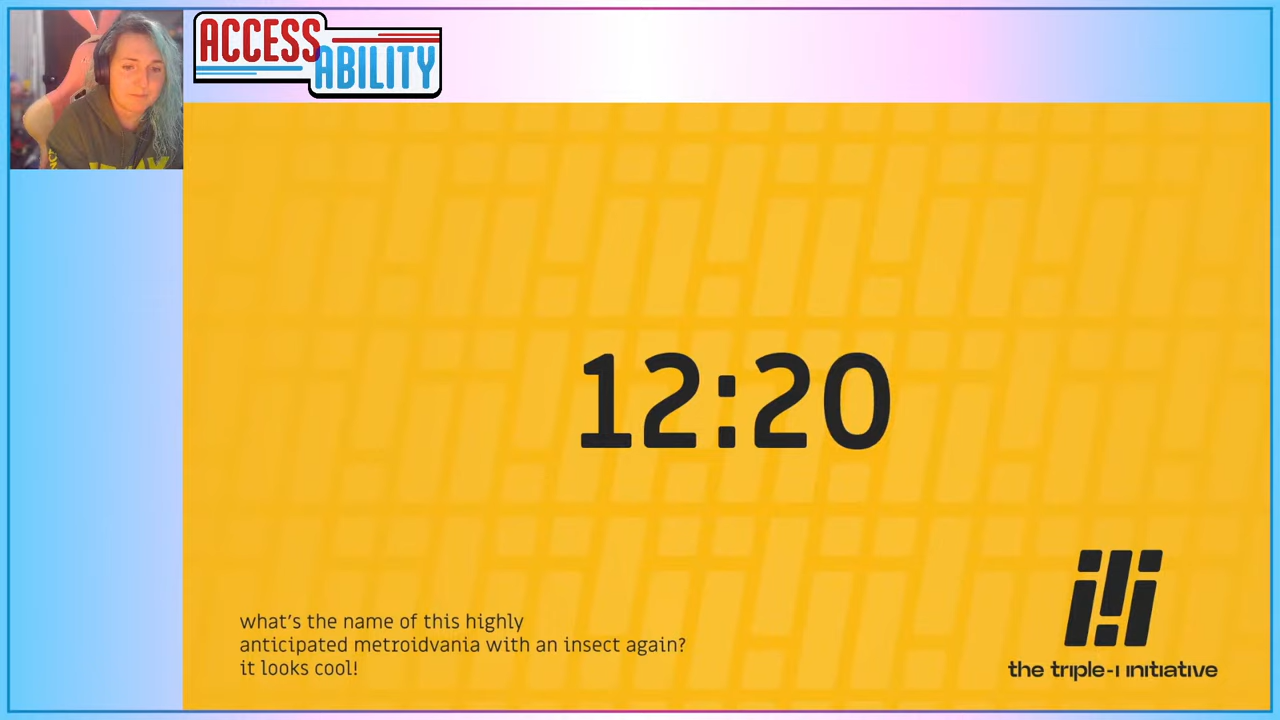 ACCESS
ABILITY
12:20
what's the name of this highly
anticipated metroidvania with an insect again?
it looks cool!
the triple-i initiative